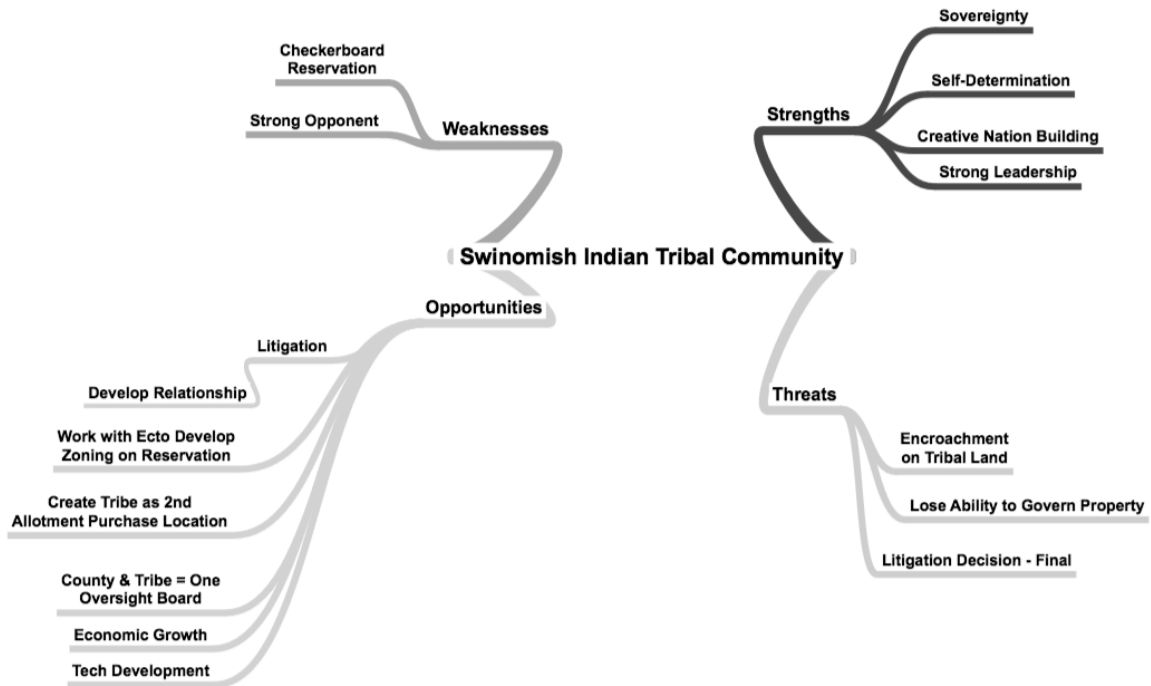 Swinomish Indian Tribal Community
Strengths
Sovereignty
Self-Determination
Creative Nation Building
Strong Leadership
Weaknesses
Checkerboard
Reservation
Strong Opponent
Opportunities
Litigation
Develop Relationship
Work with Ecto Develop
Zoning on Reservation
Create Tribe as 2nd
Allotment Purchase Location
County & Tribe = One
Oversight Board
Economic Growth
Tech Development
Threats
Encroachment
on Tribal Land
Lose Ability to Govern Property
Litigation Decision - Final